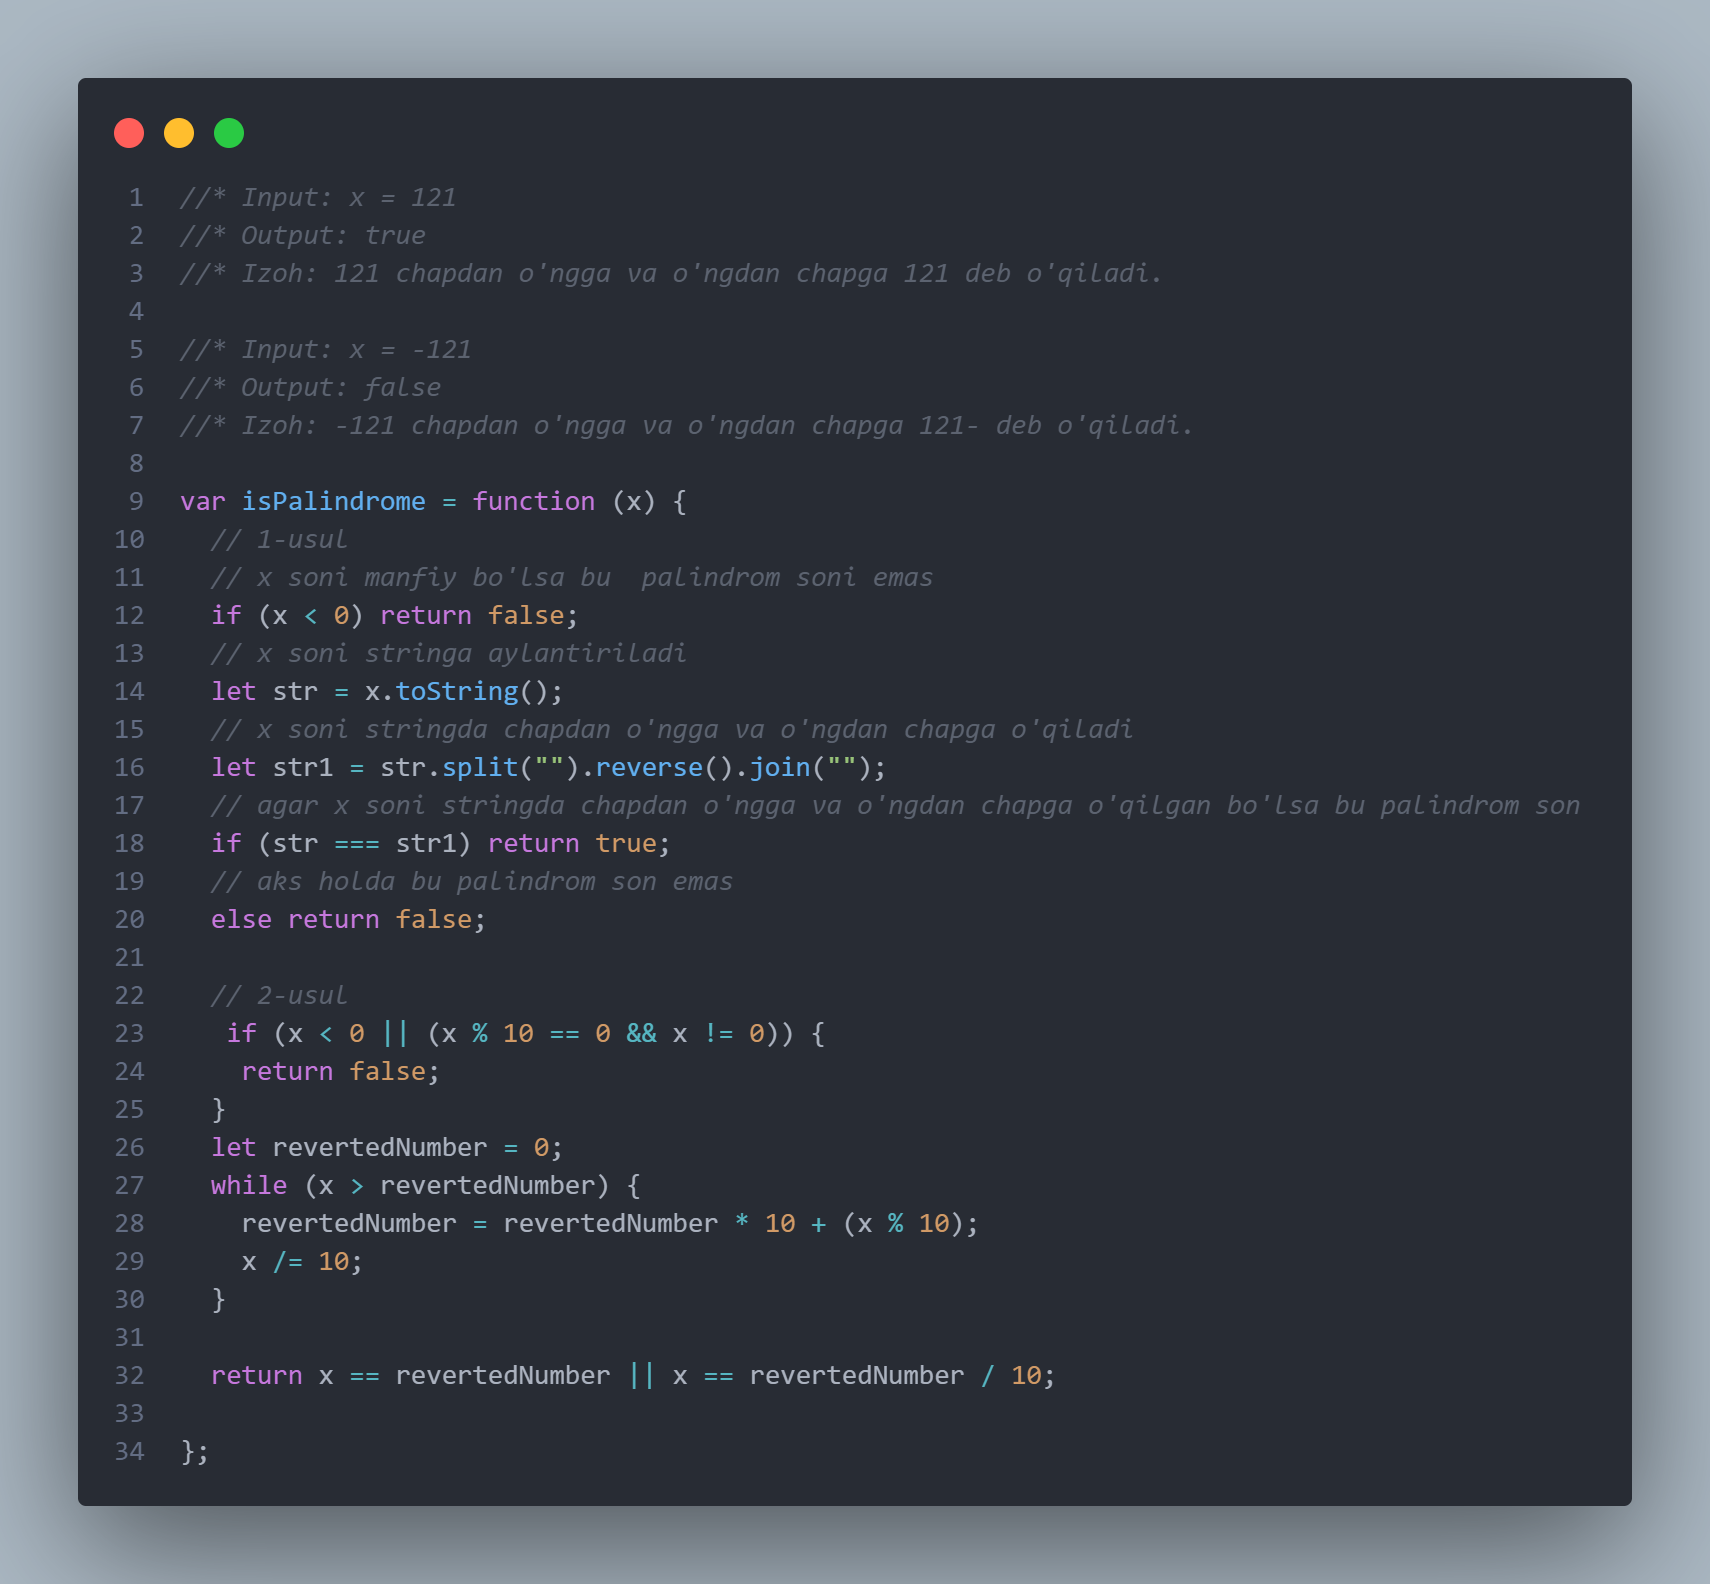 1 //* Input: x = 121
2 //* Output: true
3 //* Izoh: 121 chapdan o'ngga va o'ngdan chapga 121 deb o'qiladi.
4
5 //* Input: x = -121
6 //* Output: false
7 //* Izoh: -121 chapdan o'ngga va o'ngdan chapga 121- deb o'qiladi.
8
9 var isPalindrome = function (x) {
10   // 1-usul
11   // x soni manfiy bo'lsa bu  palindrom soni emas
12   if (x < 0) return false;
13   // x soni stringa aylantiriladi
14   let str = x.toString();
15   // x soni stringda chapdan o'ngga va o'ngdan chapga o'qiladi
16   let str1 = str.split("").reverse().join("");
17   // agar x soni stringda chapdan o'ngga va o'ngdan chapga o'qilgan bo'lsa bu palindrom son
18   if (str === str1) return true;
19   // aks holda bu palindrom son emas
20   else return false;
21
22   // 2-usul
23    if (x < 0 || (x % 10 == 0 && x != 0)) {
24     return false;
25   }
26   let revertedNumber = 0;
27   while (x > revertedNumber) {
28     revertedNumber = revertedNumber * 10 + (x % 10);
29     x /= 10;
30   }
31
32   return x == revertedNumber || x == revertedNumber / 10;
33
34 };